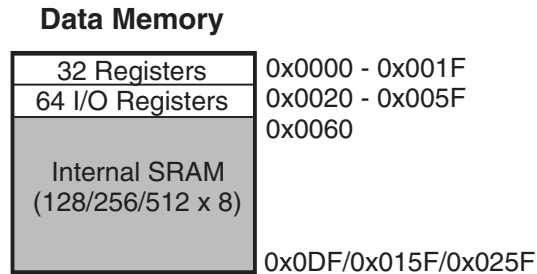 Data Memory
32 Registers
0x0000 - 0x001F
64 I/O Registers
0x0020 - 0x005F
0x0060
Internal SRAM
(128/256/512 x 8)
0x0DF/0x015F/0x025F